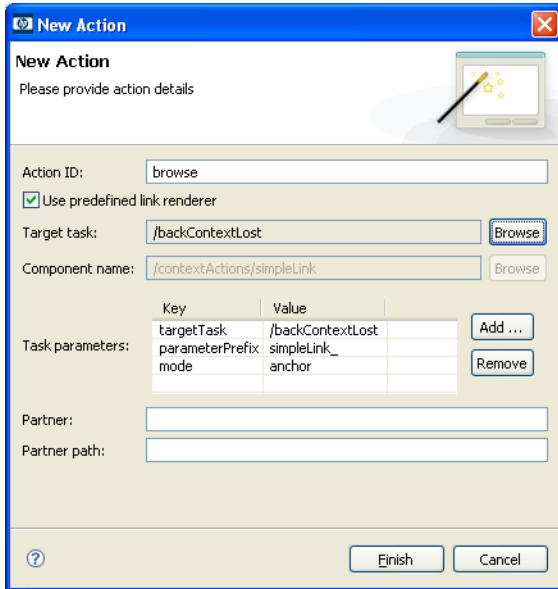 New Action
New Action
Please provide action details
Action ID: browse
Use predefined link renderer
Target task: /backContextLost Browse
Component name: /contextActions/simpleLink Browse
Key Value
targetTask /backContextLost Add ...
Task parameters: parameterPrefix simpleLink_
mode anchor Remove
Partner:
Partner path:
? Finish Cancel